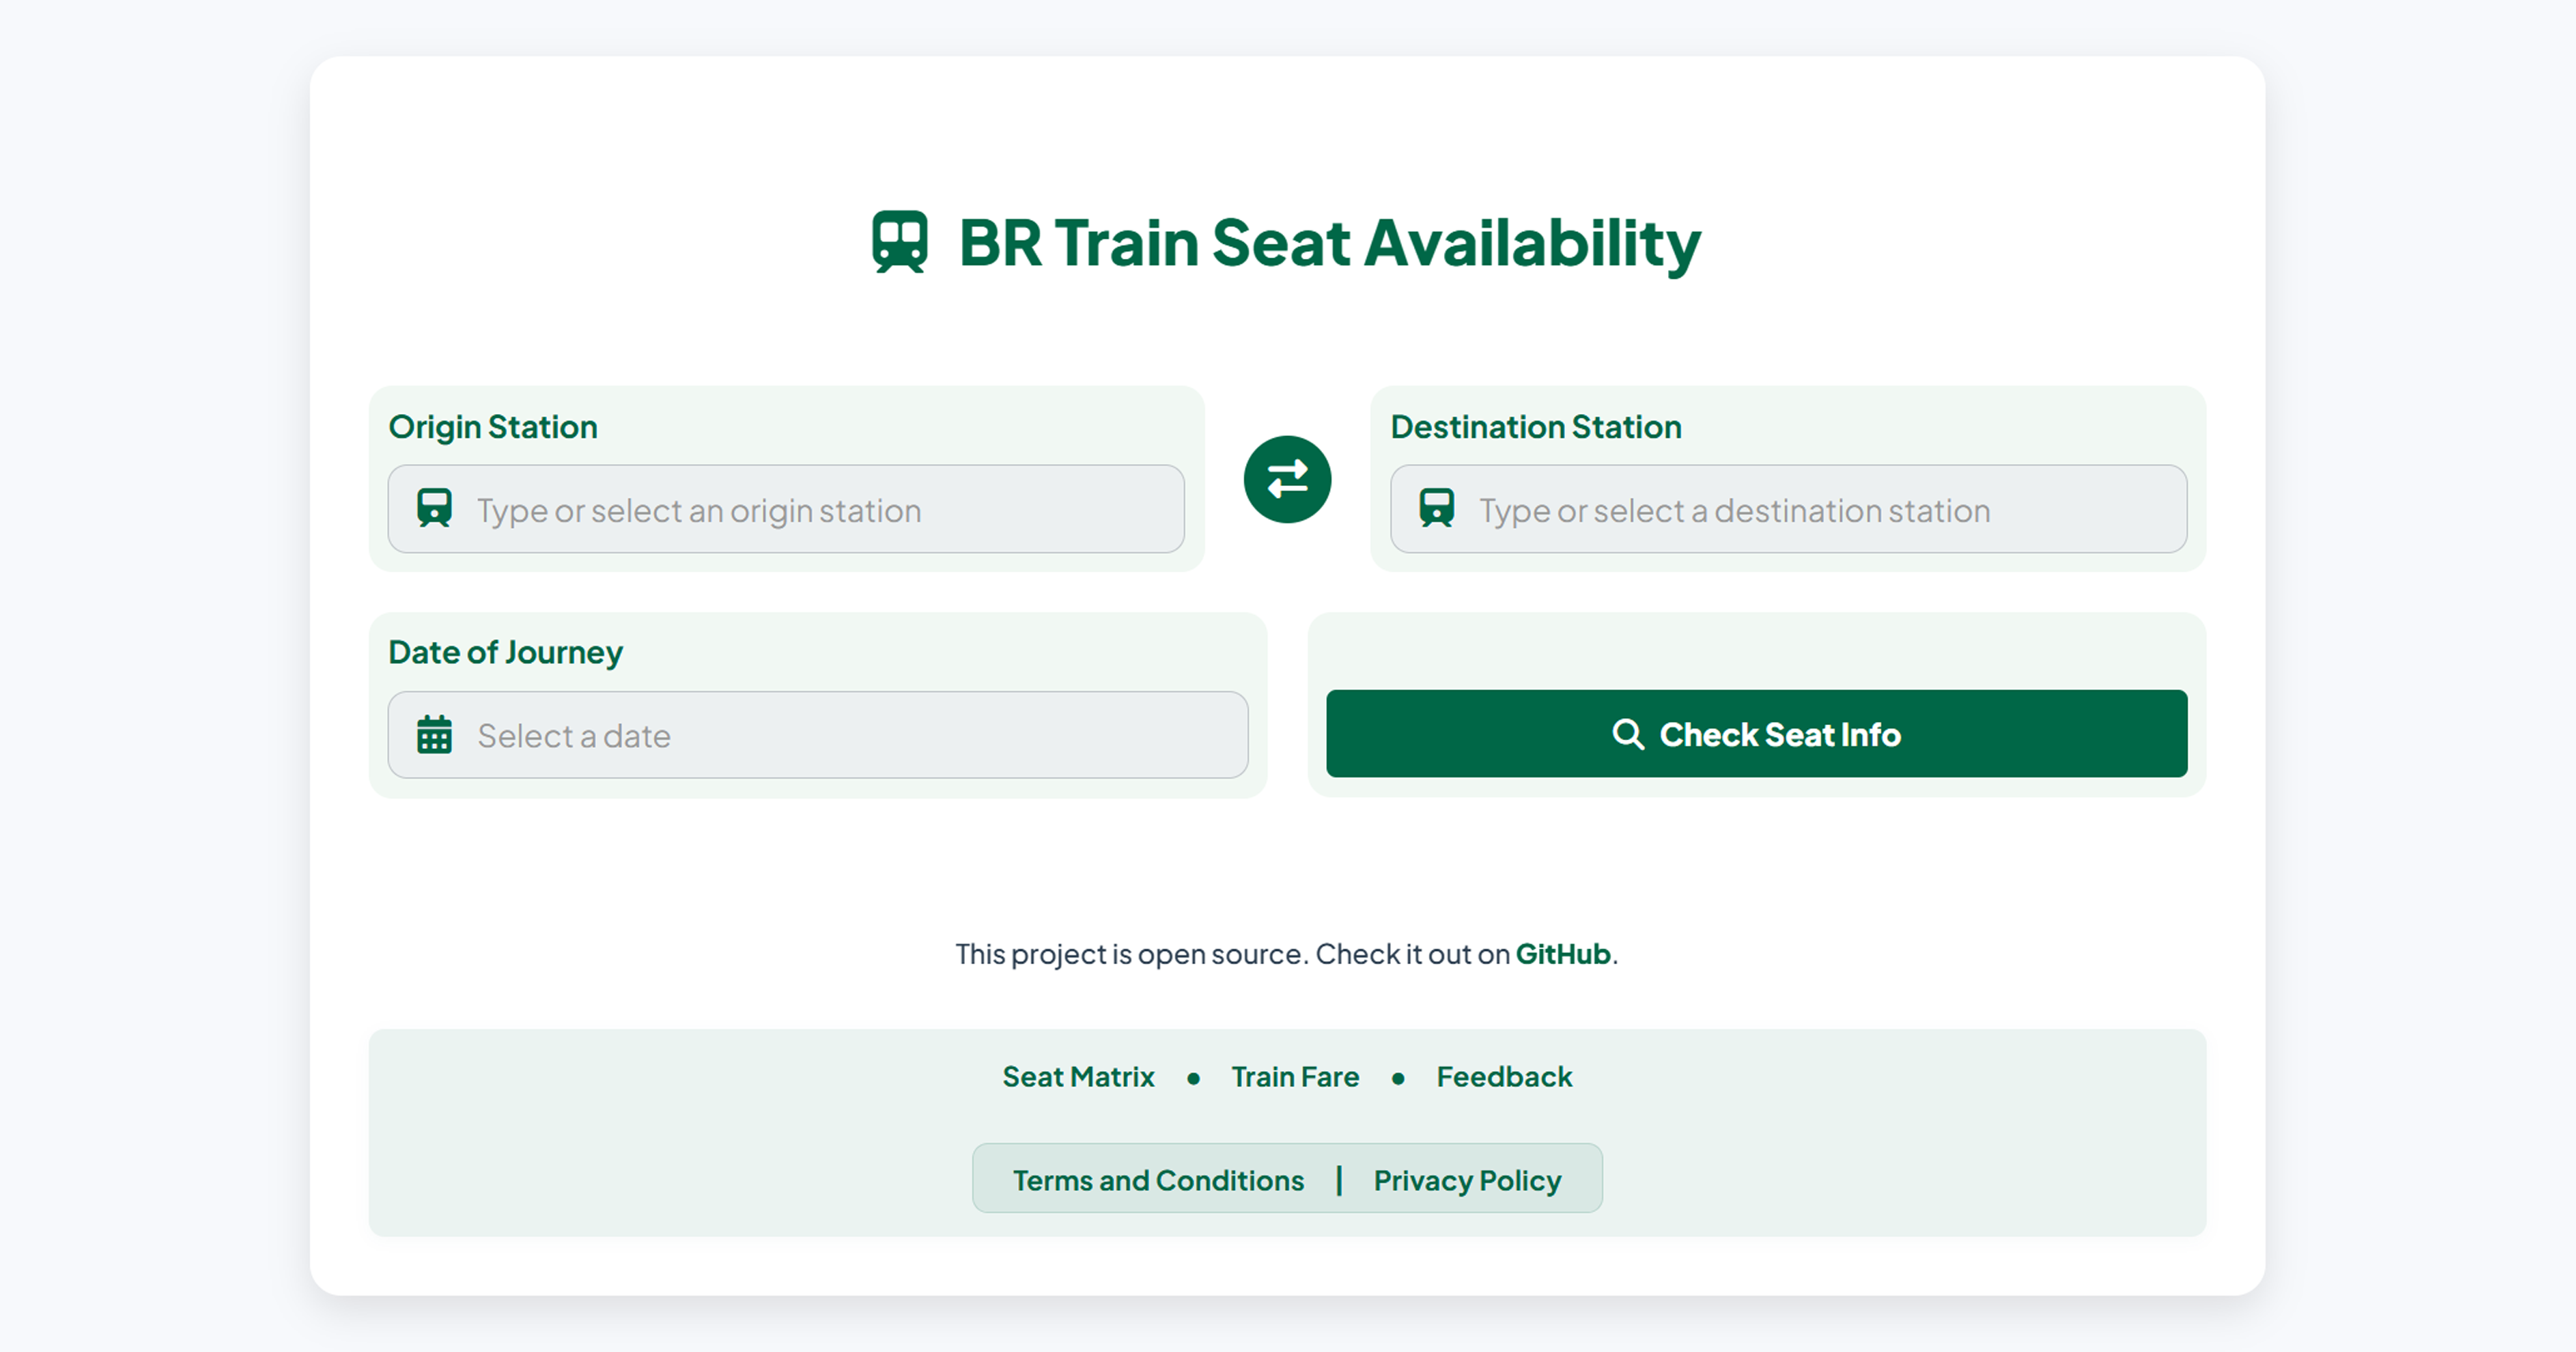 BR Train Seat Availability
Origin Station
Type or select an origin station
Destination Station
Type or select a destination station
Date of Journey
Select a date
Check Seat Info
This project is open source. Check it out on GitHub.
Seat Matrix • Train Fare • Feedback
Terms and Conditions | Privacy Policy